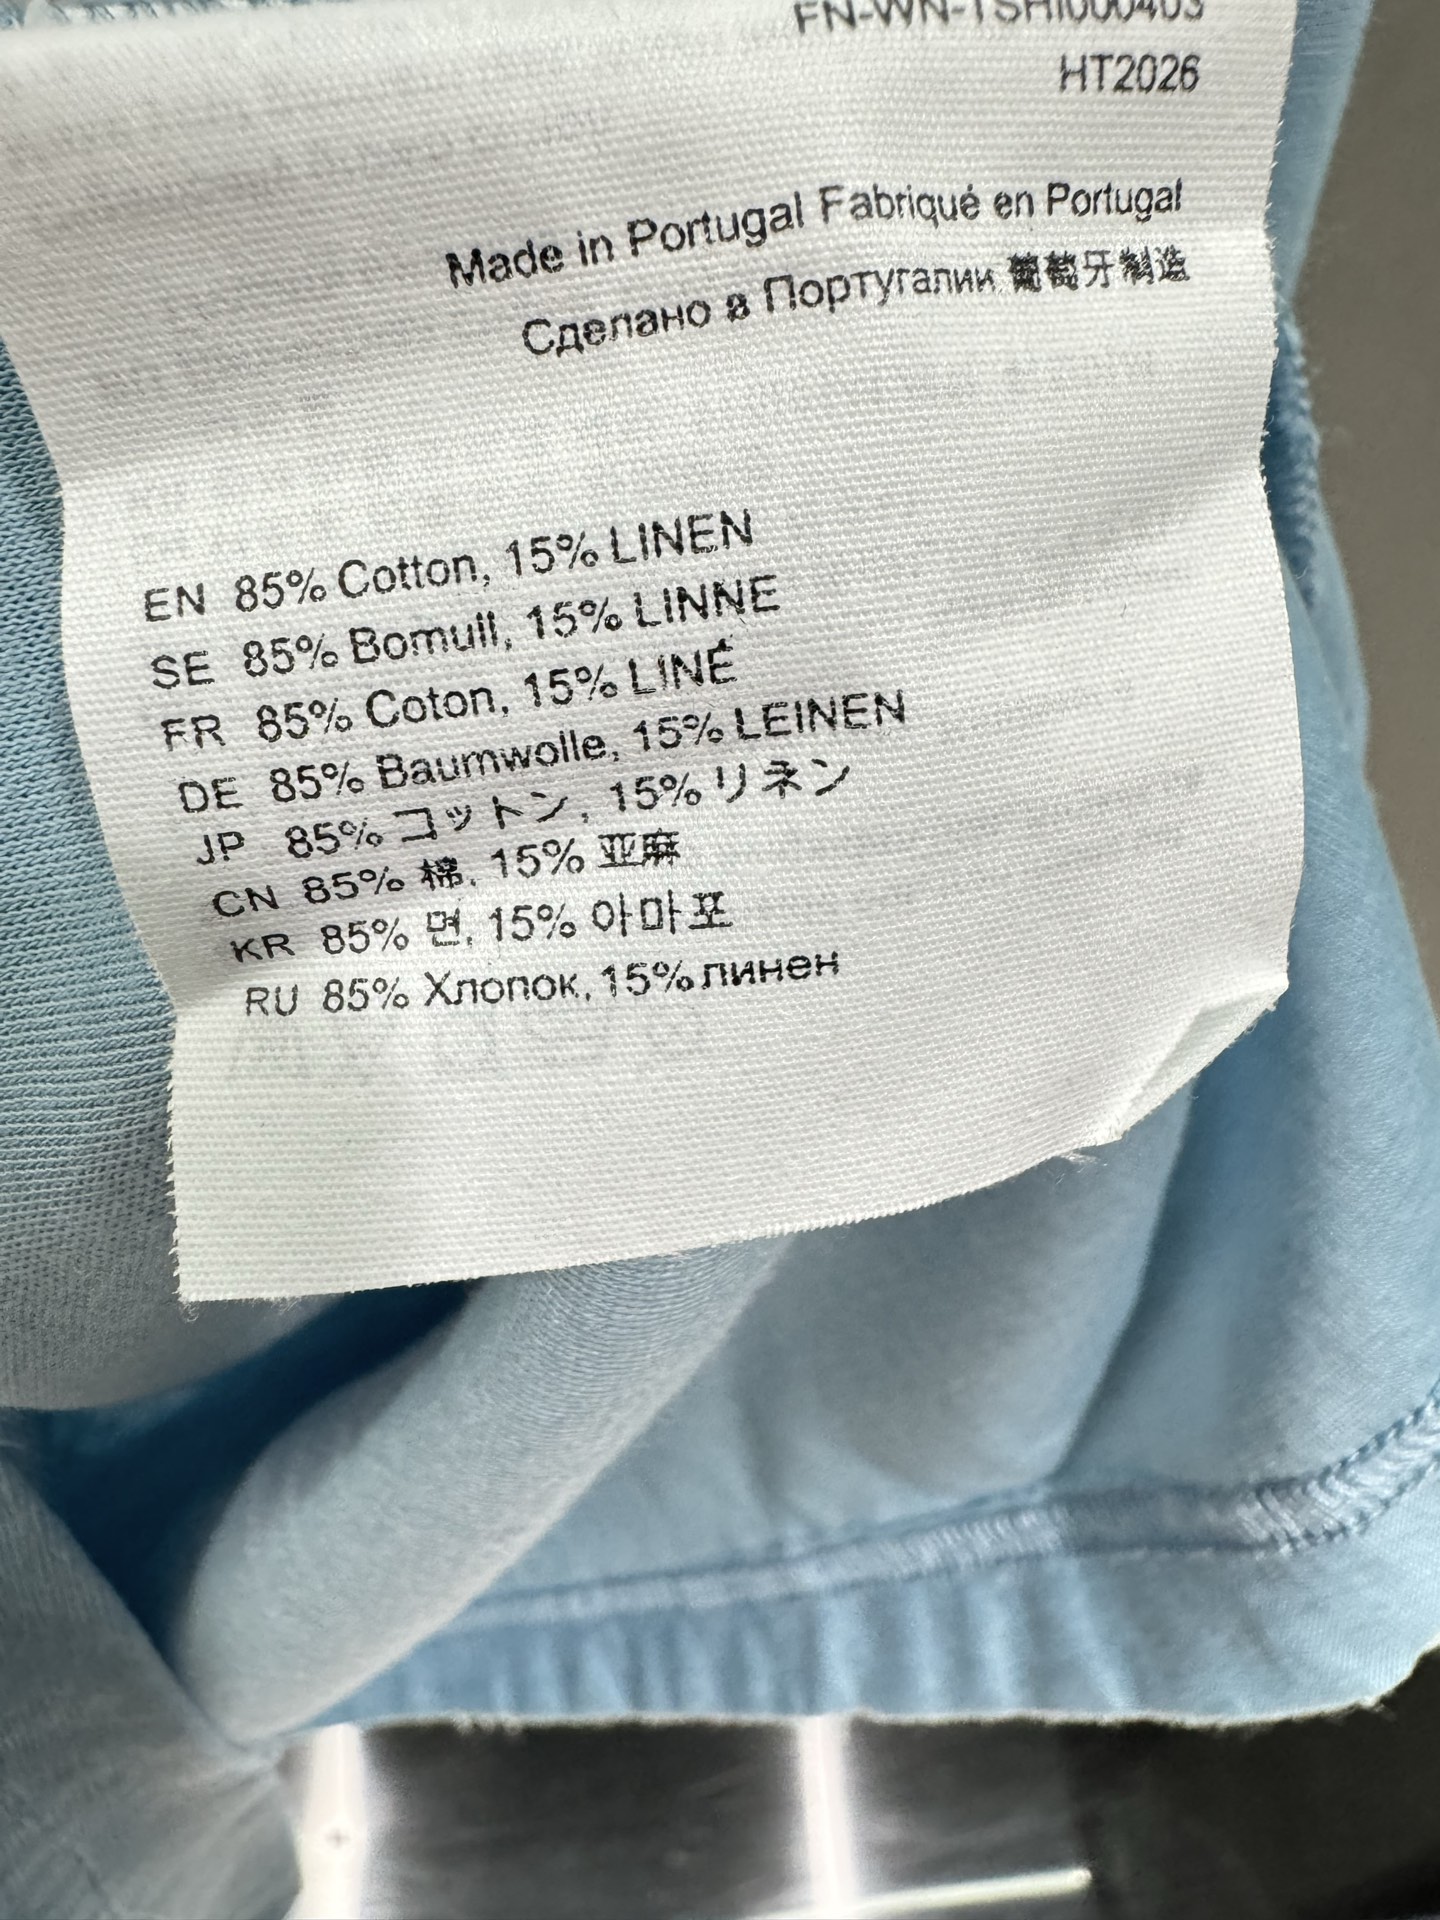 FN-WN-TSHI000403
HT2026
Made in Portugal Fabriqué en Portugal
Сделано в Португалии 葡萄牙制造
EN 85% Cotton, 15% LINEN
SE 85% Bomull, 15% LINNE
FR 85% Coton, 15% LINÉ
DE 85% Baumwolle, 15% LEINEN
JP 85% コットン, 15% リネン
CN 85% 棉, 15% 亚麻
KR 85% 면, 15% 아마포
RU 85% Хлопок, 15% линен